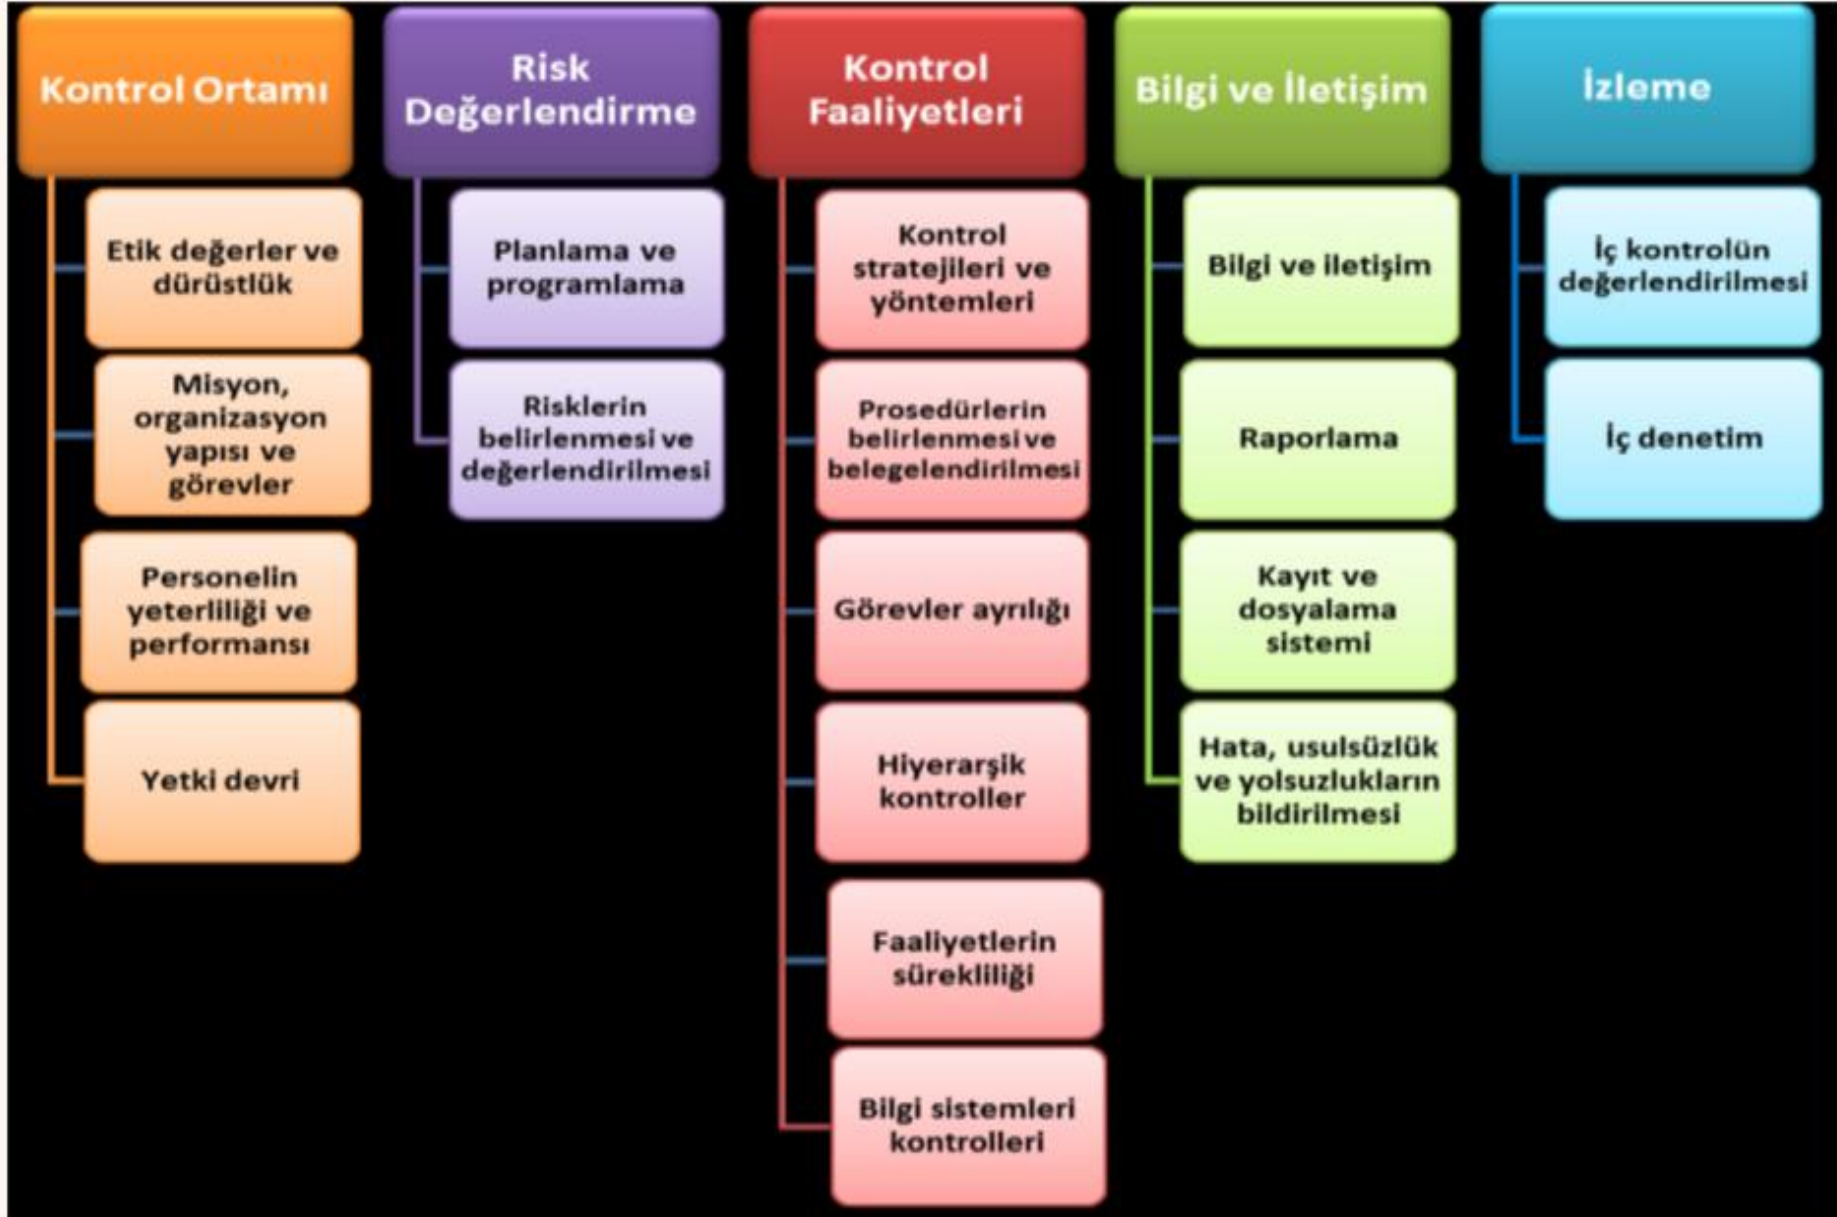 Kontrol Ortamı
Etik değerler ve
dürüstlük
Misyon,
organizasyon
yapısı ve
görevler
Personelin
yeterliliği ve
performansı
Yetki devri
Risk
Değerlendirme
Planlama ve
programlama
Risklerin
belirlenmesi ve
değerlendirilmesi
Kontrol
Faaliyetleri
Kontrol
stratejileri ve
yöntemleri
Prosedürlerin
belirlenmesi ve
belegelendirilmesi
Görevler ayrılığı
Hiyerarşik
kontroller
Faaliyetlerin
sürekliliği
Bilgi sistemleri
kontrolleri
Bilgi ve İletişim
Bilgi ve iletişim
Raporlama
Kayıt ve
dosyalama
sistemi
Hata, usulsüzlük
ve yolsuzlukların
bildirilmesi
İzleme
İç kontrolün
değerlendirilmesi
İç denetim